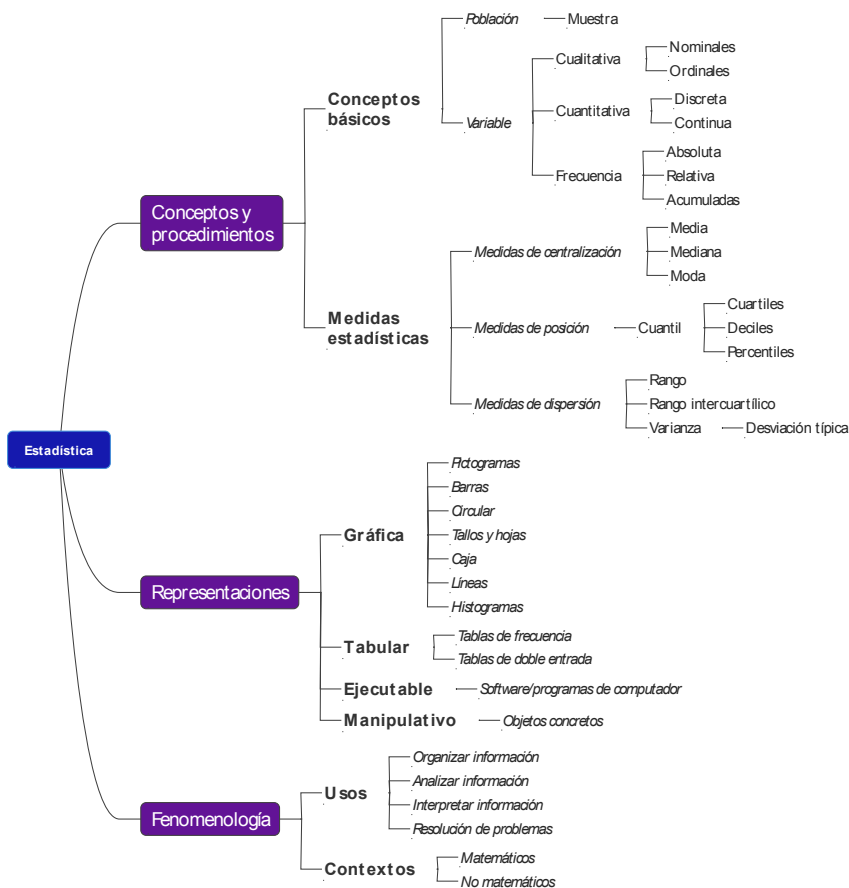 Estadística
Conceptos y
procedimientos
Conceptos
básicos
Población
Muestra
Variable
Cualitativa
Nominales
Ordinales
Cuantitativa
Discreta
Continua
Frecuencia
Absoluta
Relativa
Acumuladas
Medidas
estadísticas
Medidas de centralización
Media
Mediana
Moda
Medidas de posición
Cuantil
Cuartiles
Deciles
Percentiles
Medidas de dispersión
Rango
Rango intercuartílico
Varianza
Desviación típica
Representaciones
Gráfica
Pictogramas
Barras
Circular
Tallos y hojas
Caja
Líneas
Histogramas
Tabular
Tablas de frecuencia
Tablas de doble entrada
Ejecutable
Software/programas de computador
Manipulativo
Objetos concretos
Fenomenología
Usos
Organizar información
Analizar información
Interpretar información
Resolución de problemas
Contextos
Matemáticos
No matemáticos